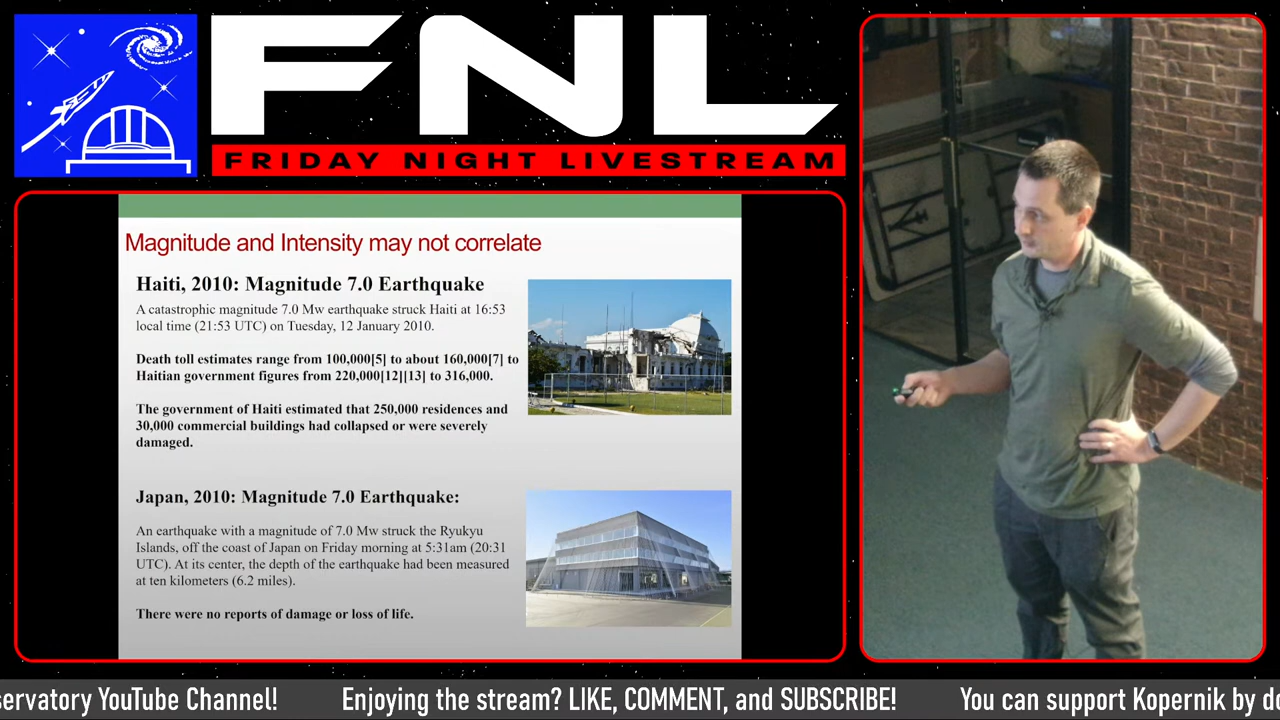 FNL
FRIDAY NIGHT LIVESTREAM
Magnitude and Intensity may not correlate
Haiti, 2010: Magnitude 7.0 Earthquake
A catastrophic magnitude 7.0 Mw earthquake struck Haiti at 16:53
local time (21:53 UTC) on Tuesday, 12 January 2010.
Death toll estimates range from 100,000[5] to about 160,000[7] to
Haitian government figures from 220,000[12][13] to 316,000.
The government of Haiti estimated that 250,000 residences and
30,000 commercial buildings had collapsed or were severely
damaged.
Japan, 2010: Magnitude 7.0 Earthquake:
An earthquake with a magnitude of 7.0 Mw struck the Ryukyu
Islands, off the coast of Japan on Friday morning at 5:31am (20:31
UTC). At its center, the depth of the earthquake had been measured
at ten kilometers (6.2 miles).
There were no reports of damage or loss of life.
servatory YouTube Channel! Enjoying the stream? LIKE, COMMENT, and SUBSCRIBE! You can support Kopernik by d